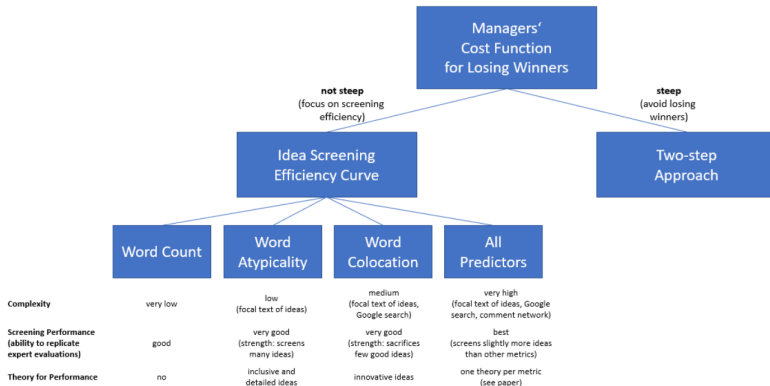 Managers‘
Cost Function
for Losing Winners
not steep
(focus on screening
efficiency)
steep
(avoid losing
winners)
Idea Screening
Efficiency Curve
Two-step
Approach
Word Count
Word
Atypicality
Word
Colocation
All
Predictors
Complexity
very low
low
(focal text of ideas)
medium
(focal text of ideas,
Google search)
very high
(focal text of ideas, Google
search, comment network)
Screening Performance
(ability to replicate
expert evaluations)
good
very good
(strength: screens
many ideas)
very good
(strength: sacrifices
few good ideas)
best
(screens slightly more ideas
than other metrics)
Theory for Performance
no
inclusive and
detailed ideas
innovative ideas
one theory per metric
(see paper)